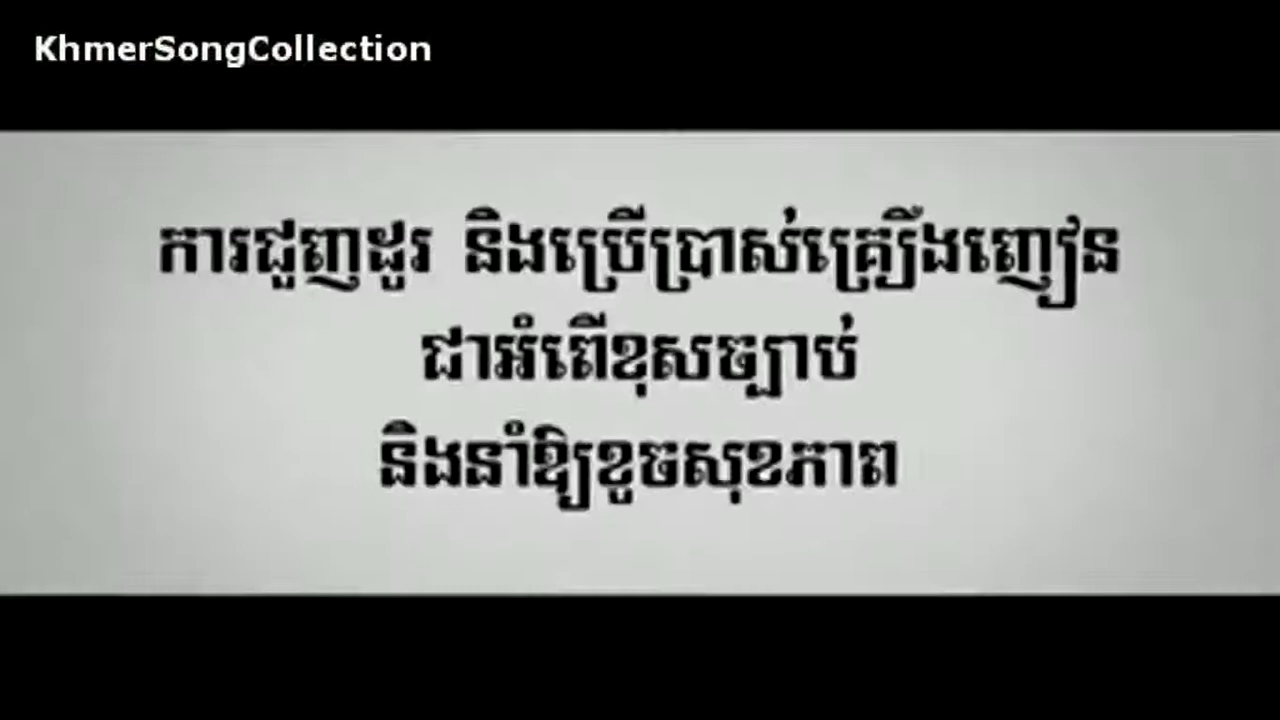 KhmerSongCollection
ការជួញដូរ និងប្រើប្រាស់គ្រឿងញៀន
ជាអំពើខុសច្បាប់
និងនាំឱ្យខូចសុខភាព